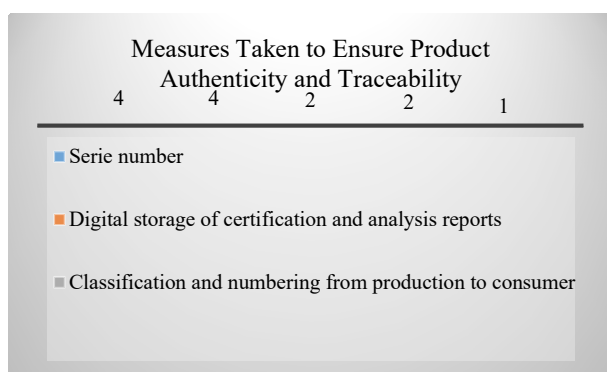 Measures Taken to Ensure Product
Authenticity and Traceability
4 4 2 2 1
Serie number
Digital storage of certification and analysis reports
Classification and numbering from production to consumer